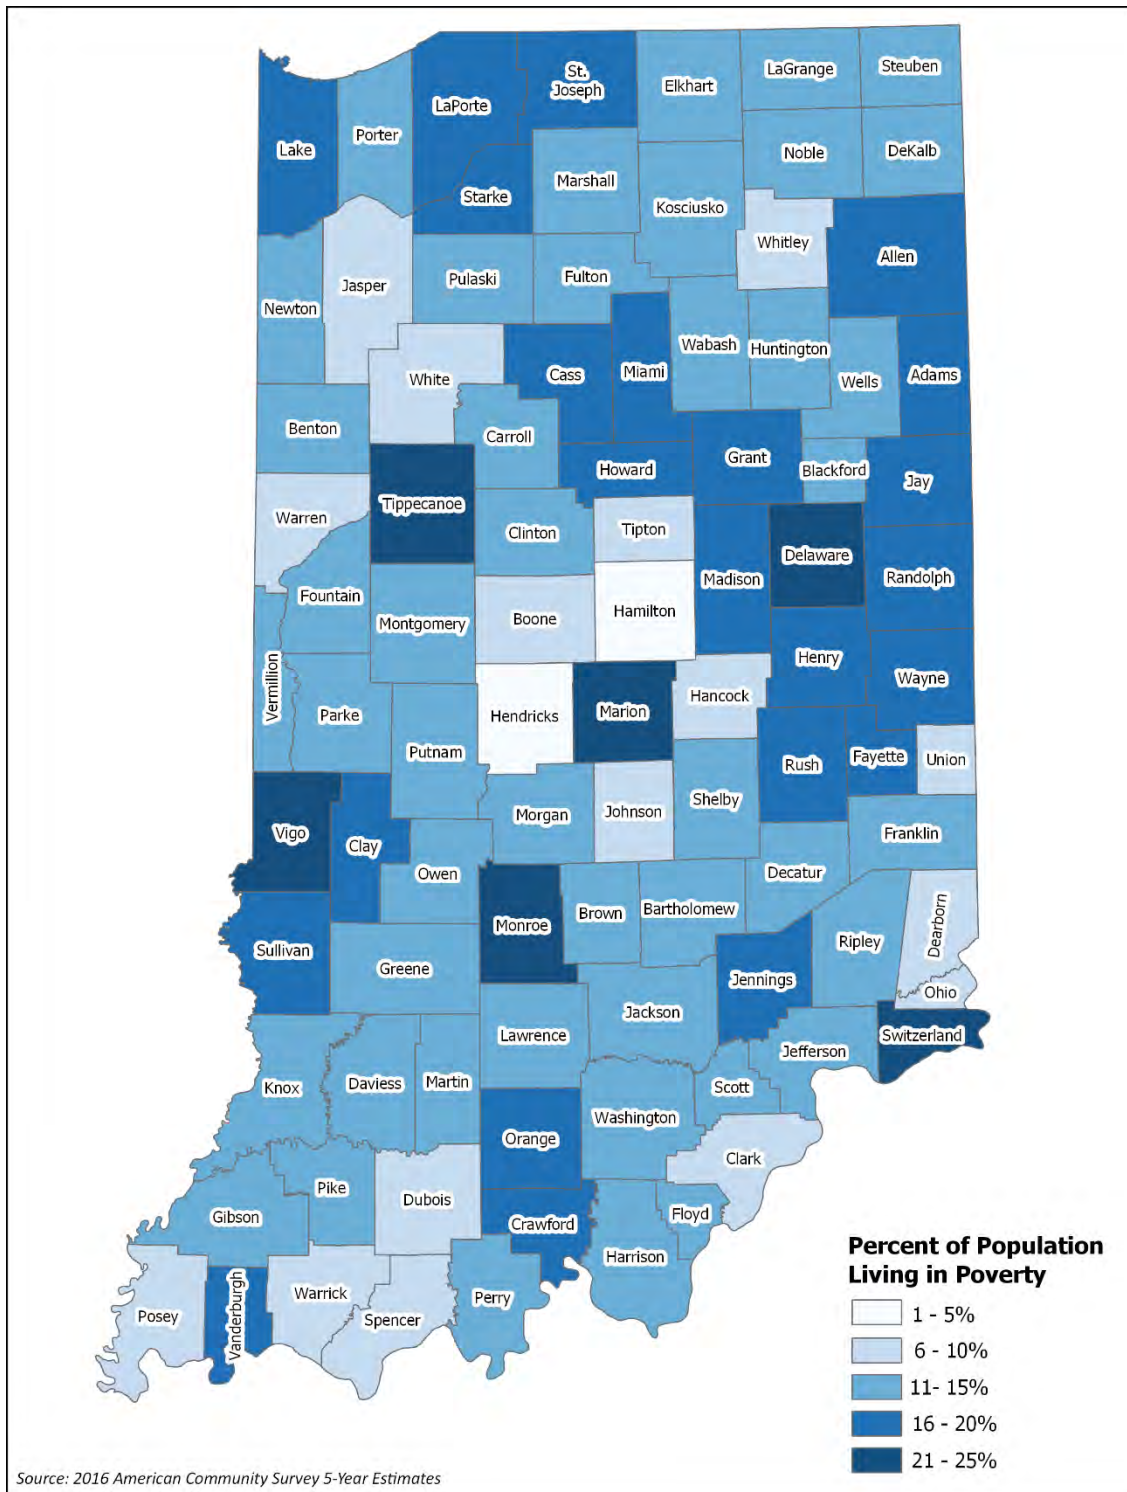 St.
Joseph
LaGrange
Steuben
Elkhart
LaPorte
Porter
Lake
Noble
DeKalb
Marshall
Starke
Kosciusko
Whitley
Allen
Jasper
Pulaski
Fulton
Newton
Wabash
Huntington
White
Cass
Miami
Wells
Adams
Benton
Carroll
Howard
Grant
Blackford
Jay
Tippecanoe
Warren
Clinton
Tipton
Delaware
Madison
Randolph
Fountain
Montgomery
Boone
Hamilton
Henry
Wayne
Vermillion
Parke
Hendricks
Marion
Hancock
Putnam
Rush
Fayette
Union
Vigo
Clay
Morgan
Johnson
Shelby
Franklin
Owen
Decatur
Monroe
Brown
Bartholomew
Dearborn
Sullivan
Greene
Ripley
Jennings
Ohio
Lawrence
Jackson
Switzerland
Jefferson
Knox
Daviess
Martin
Scott
Washington
Orange
Clark
Pike
Dubois
Gibson
Crawford
Floyd
Harrison
Posey
Vanderburgh
Warrick
Spencer
Perry
Percent of Population
Living in Poverty
1 - 5%
6 - 10%
11- 15%
16 - 20%
21 - 25%
Source: 2016 American Community Survey 5-Year Estimates